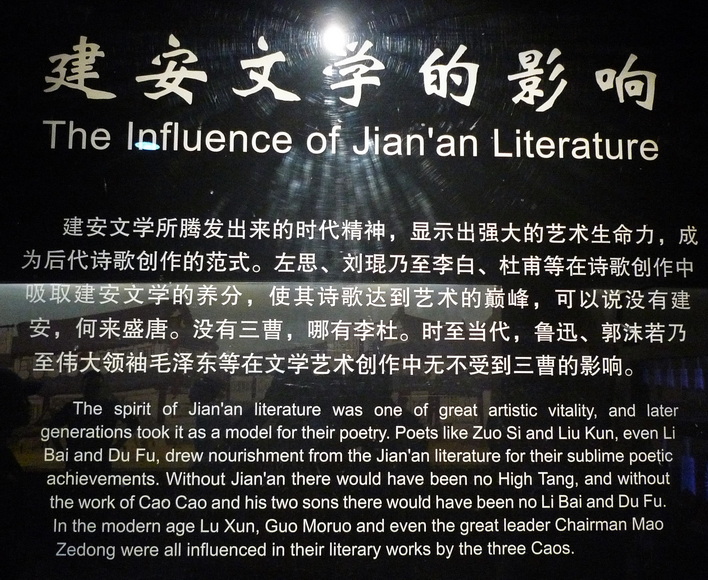 建安文学的影响
The Influence of Jian'an Literature
建安文学所腾发出来的时代精神，显示出强大的艺术生命力，成
为后代诗歌创作的范式。左思、刘琨乃至李白、杜甫等在诗歌创作中
吸取建安文学的养分，使其诗歌达到艺术的巅峰，可以说没有建
安，何来盛唐。没有三曹，哪有李杜。时至当代，鲁迅、郭沫若乃
至伟大领袖毛泽东等在文学艺术创作中无不受到三曹的影响。
The spirit of Jian'an literature was one of great artistic vitality, and later
generations took it as a model for their poetry. Poets like Zuo Si and Liu Kun, even Li
Bai and Du Fu, drew nourishment from the Jian'an literature for their sublime poetic
achievements. Without Jian'an there would have been no High Tang, and without
the work of Cao Cao and his two sons there would have been no Li Bai and Du Fu.
In the modern age Lu Xun, Guo Moruo and even the great leader Chairman Mao
Zedong were all influenced in their literary works by the three Caos.